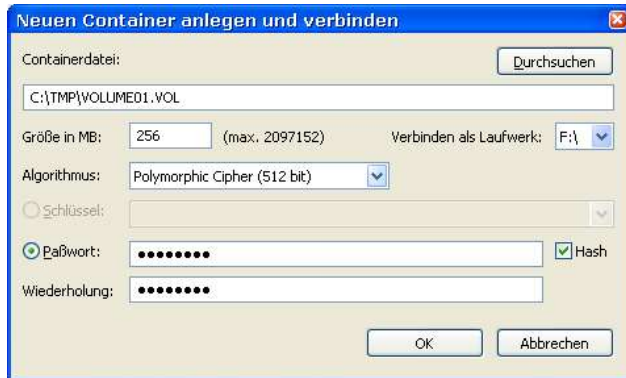 Neuen Container anlegen und verbinden
Containerdatei:
Durchsuchen
C:\TMP\VOLUME01.VOL
Größe in MB: 256 (max. 2097152) Verbinden als Laufwerk: F:\
Algorithmus: Polymorphic Cipher (512 bit)
Schlüssel:
Paßwort: ●●●●●●●● Hash
Wiederholung: ●●●●●●●●
OK Abbrechen